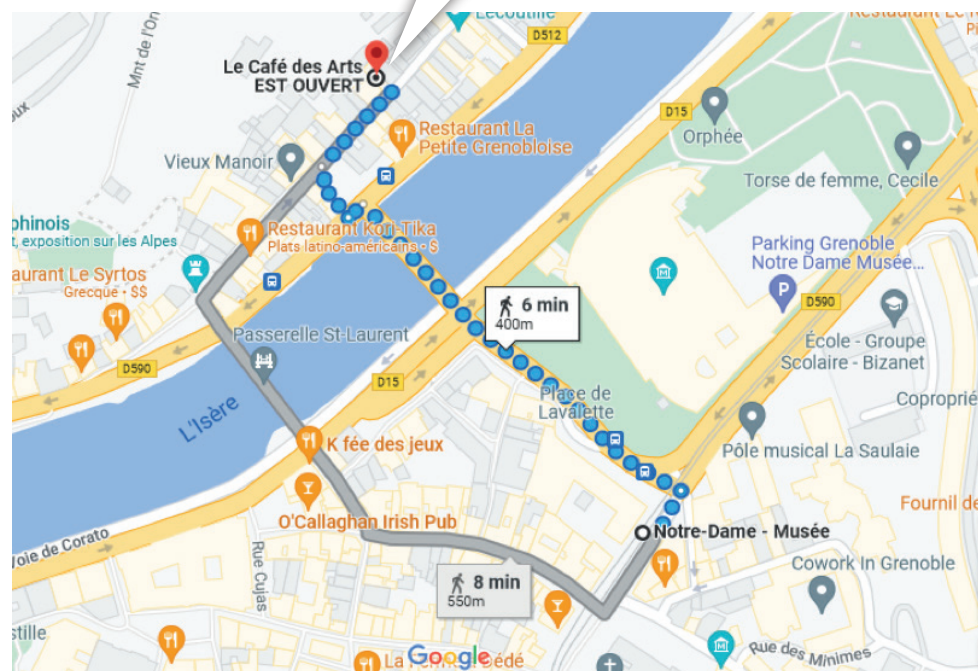 Lecoutille
Restaurant Le
D512
Le Café des Arts
EST OUVERT
Mnt de l'Or
D15
Orphée
Restaurant La
Petite Grenobloise
Vieux Manoir
Torse de femme, Cecile
phinois
t, exposition sur les Alpes
Restaurant Kori-Tika
Plats latino-américains • $
Parking Grenoble
Notre Dame Musée...
aurant Le Syrtos
Grecque • $$
6 min
400m
D590
École - Groupe
Scolaire - Bizanet
Passerelle St-Laurent
D590
D15
Place de
Lavalette
Copropriété
L'Isère
K fée des jeux
Pôle musical La Saulaie
O'Callaghan Irish Pub
Fournil de
Notre-Dame - Musée
Voie de Corato
Rue Cujas
8 min
550m
Cowork In Grenoble
stille
Rue des Minimes
Google